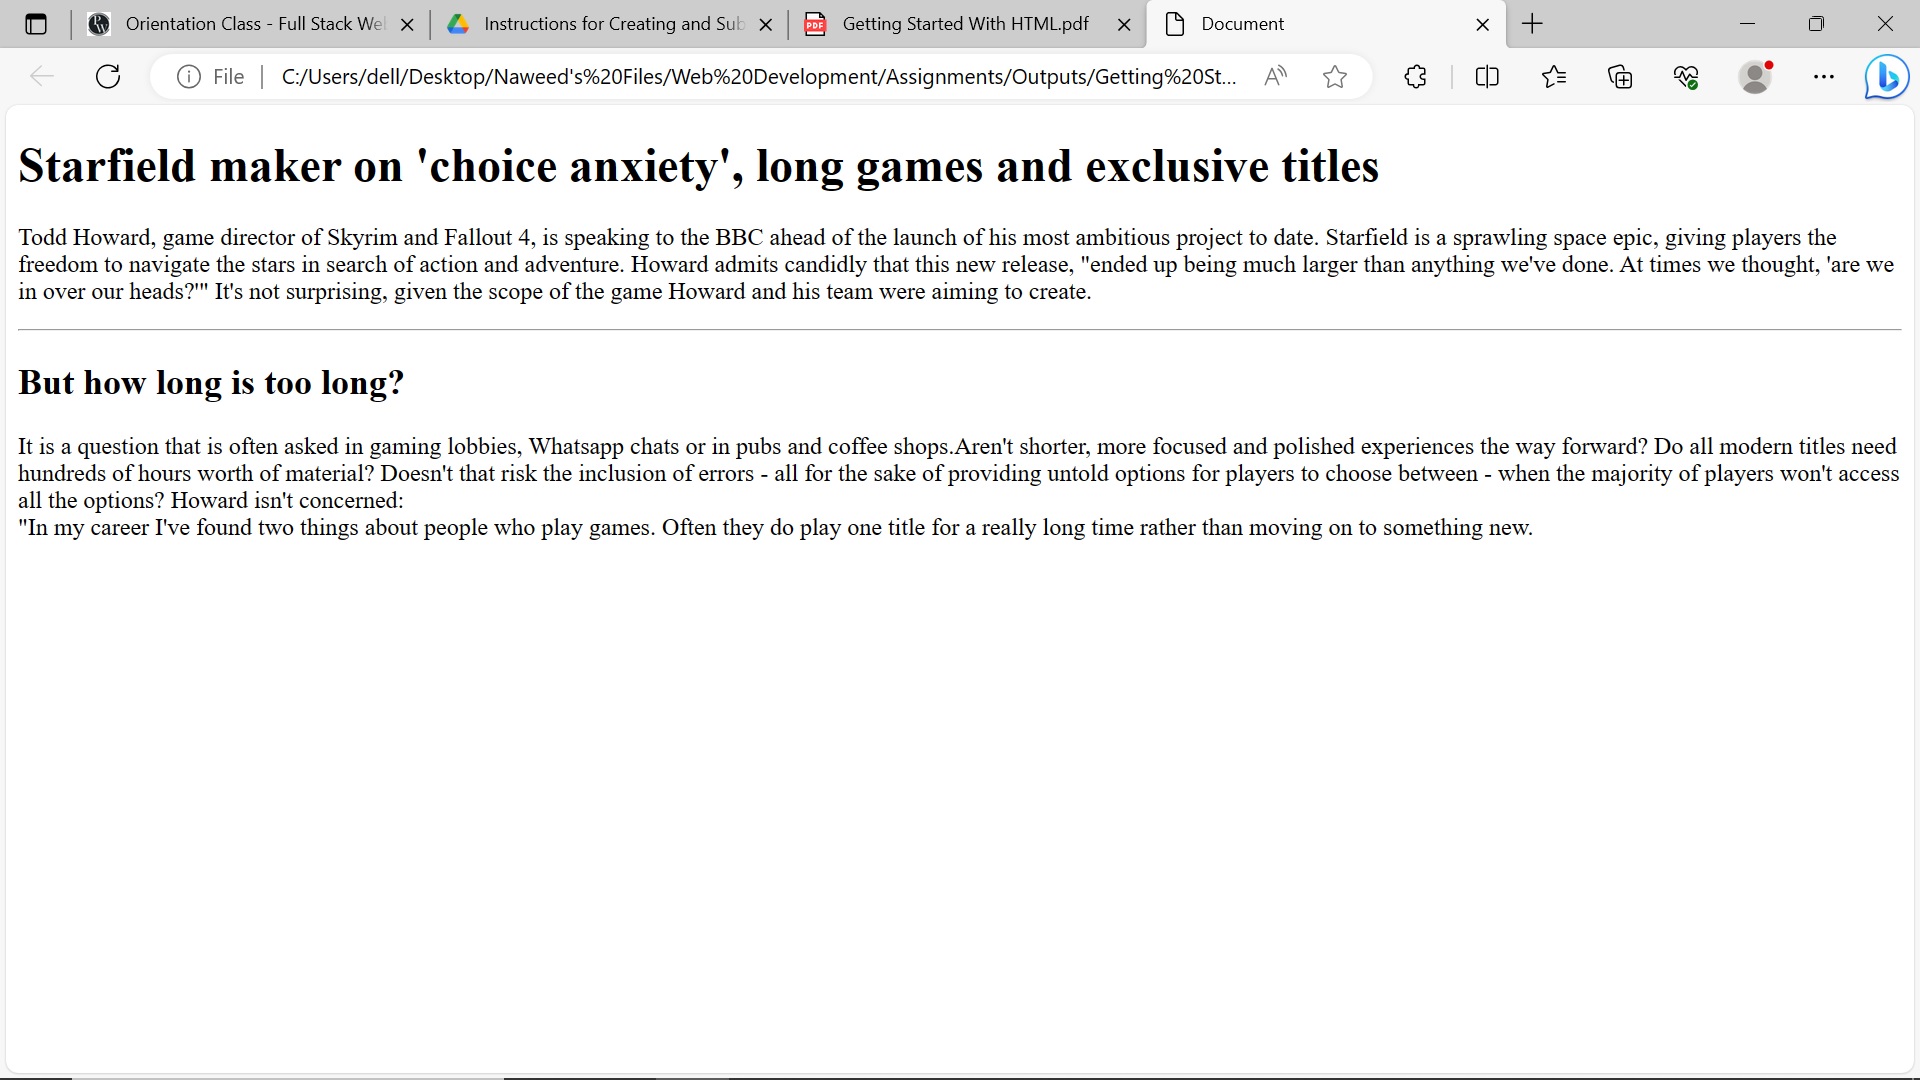 Orientation Class - Full Stack We
Instructions for Creating and Sub
PDF
Getting Started With HTML.pdf
Document
File
C:/Users/dell/Desktop/Naweed's%20Files/Web%20Development/Assignments/Outputs/Getting%20St...
Starfield maker on 'choice anxiety', long games and exclusive titles
Todd Howard, game director of Skyrim and Fallout 4, is speaking to the BBC ahead of the launch of his most ambitious project to date. Starfield is a sprawling space epic, giving players the
freedom to navigate the stars in search of action and adventure. Howard admits candidly that this new release, "ended up being much larger than anything we've done. At times we thought, 'are we
in over our heads?'" It's not surprising, given the scope of the game Howard and his team were aiming to create.
But how long is too long?
It is a question that is often asked in gaming lobbies, Whatsapp chats or in pubs and coffee shops.Aren't shorter, more focused and polished experiences the way forward? Do all modern titles need
hundreds of hours worth of material? Doesn't that risk the inclusion of errors - all for the sake of providing untold options for players to choose between - when the majority of players won't access
all the options? Howard isn't concerned:
"In my career I've found two things about people who play games. Often they do play one title for a really long time rather than moving on to something new.